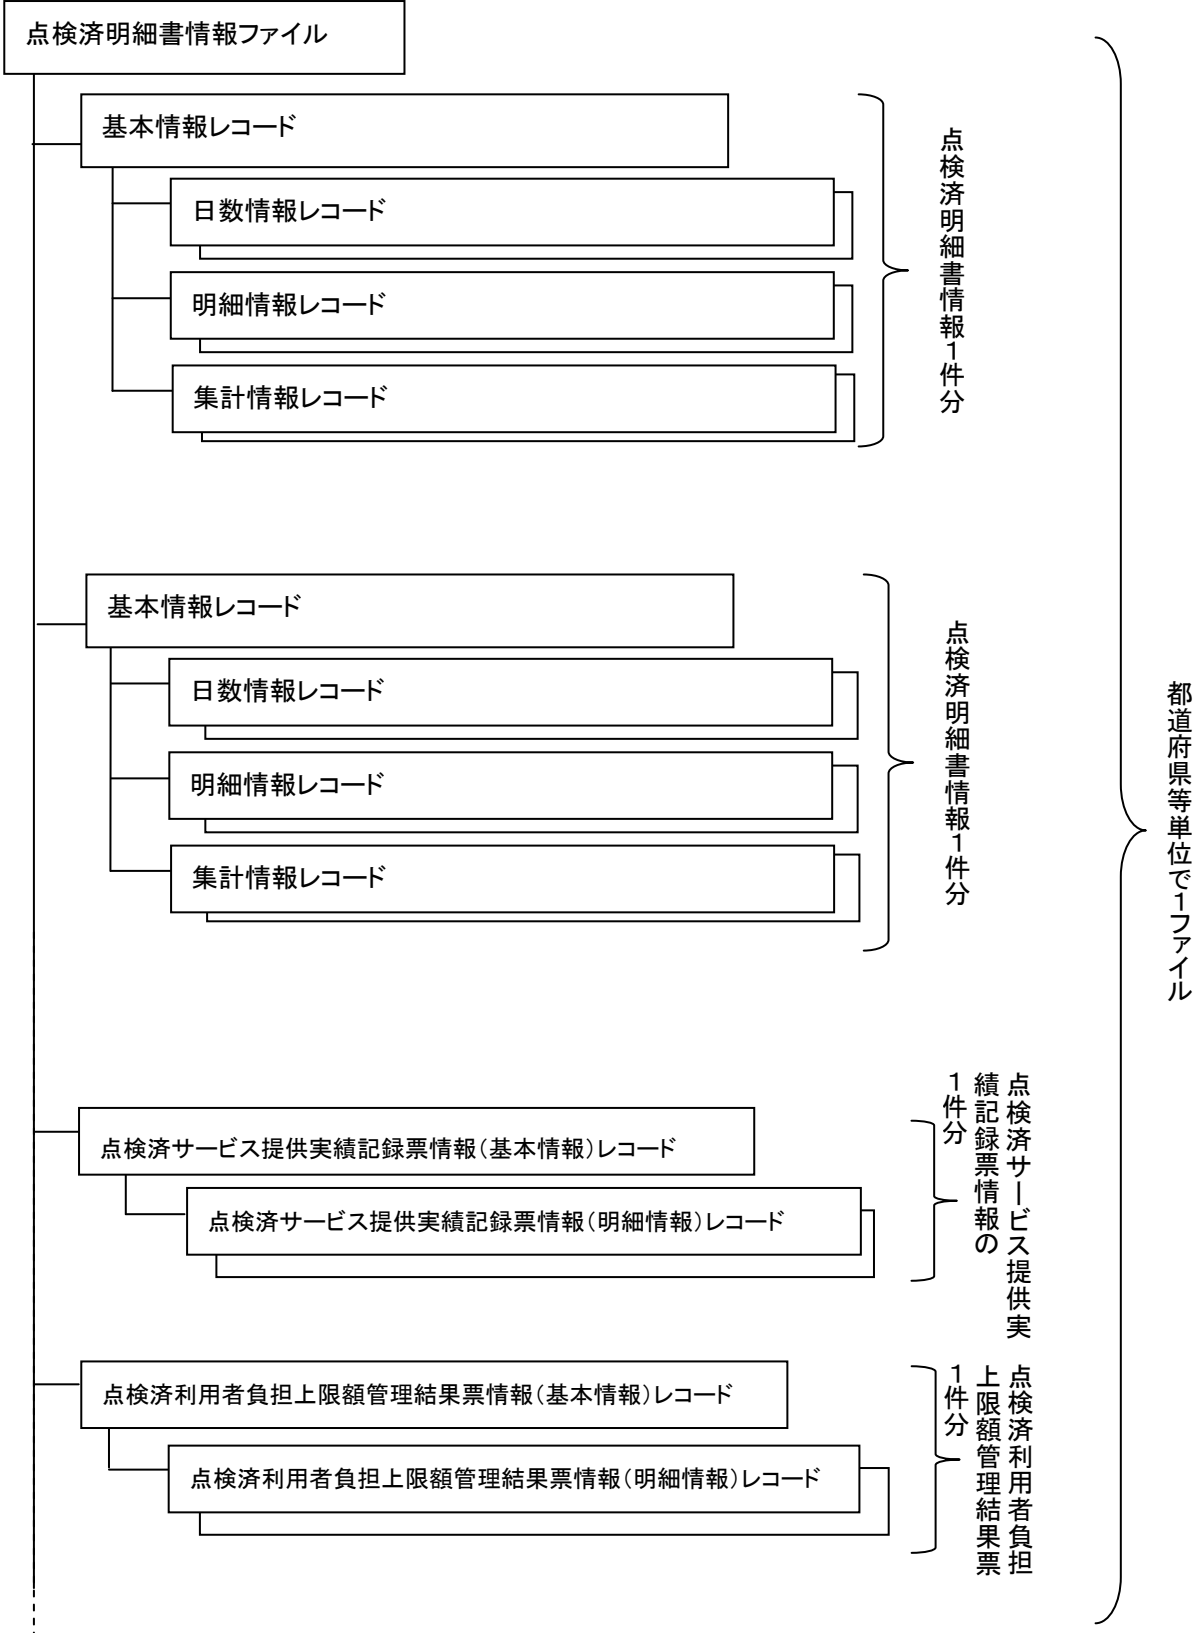 点検済明細書情報ファイル
基本情報レコード
日数情報レコード
明細情報レコード
集計情報レコード
点検済明細書情報１件分
基本情報レコード
日数情報レコード
明細情報レコード
集計情報レコード
点検済明細書情報１件分
点検済サービス提供実績記録票情報（基本情報）レコード
点検済サービス提供実績記録票情報（明細情報）レコード
点検済サービス提供実
績記録票情報の
１件分
点検済利用者負担上限額管理結果票情報（基本情報）レコード
点検済利用者負担上限額管理結果票情報（明細情報）レコード
点検済利用者負担
上限額管理結果票
１件分
都道府県等単位で１ファイル